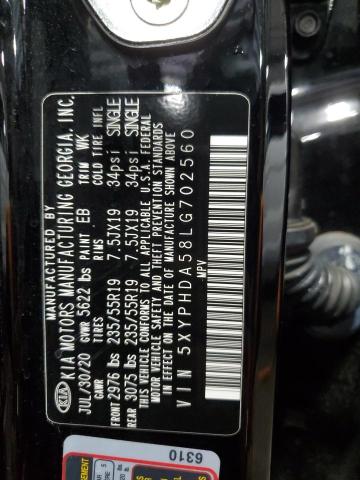 MANUFACTURED BY
KIA MOTORS MANUFACTURING GEORGIA, INC.
JUL/30/20 GVWR 5622 lbs PAINT EB TRIM WK
GAWR TIRES RIMS COLD TIRE INFL
FRONT 2976 lbs 235/55R19 7.5JX19 34psi SINGLE
REAR 3075 lbs 235/55R19 7.5JX19 34psi SINGLE
THIS VEHICLE CONFORMS TO ALL APPLICABLE U.S.A. FEDERAL
MOTOR VEHICLE SAFETY AND THEFT PREVENTION STANDARDS
IN EFFECT ON THE DATE OF MANUFACTURE SHOWN ABOVE
VIN 5XYPHDA58LG702560
MPV
KIA
6310